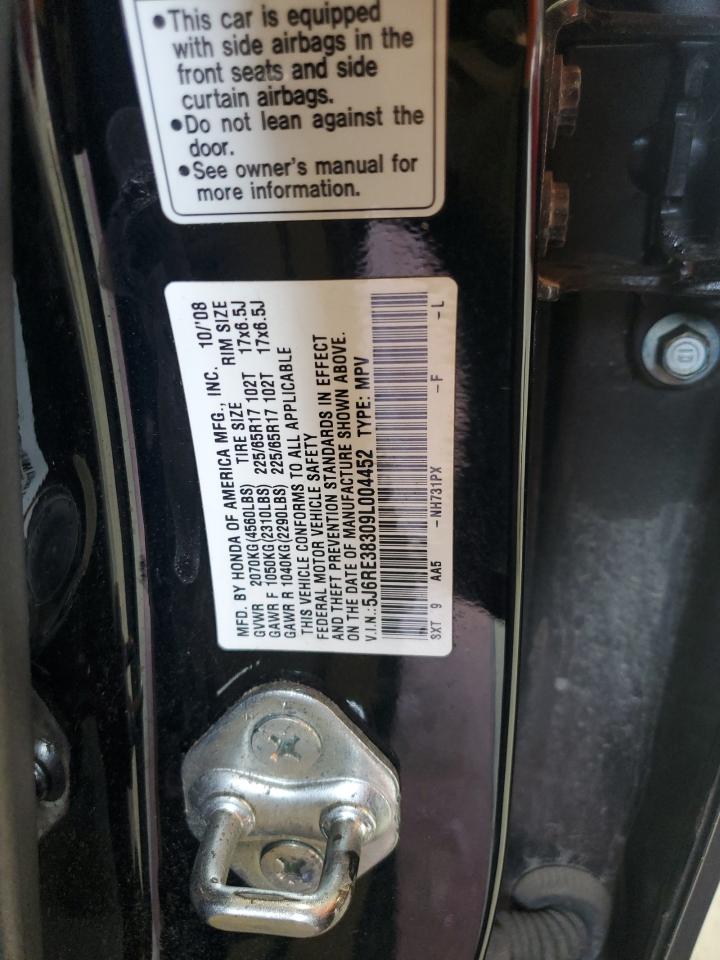 •This car is equipped
with side airbags in the
front seats and side
curtain airbags.
•Do not lean against the
door.
•See owner's manual for
more information.
MFD. BY HONDA OF AMERICA MFG., INC. 10/'08
TIRE SIZE RIM SIZE
GVWR 2070KG(4560LBS)
GAWR F 1050KG(2310LBS) 225/65R17 102T 17x6.5J
GAWR R 1040KG(2290LBS) 225/65R17 102T 17x6.5J
THIS VEHICLE CONFORMS TO ALL APPLICABLE
FEDERAL MOTOR VEHICLE SAFETY
AND THEFT PREVENTION STANDARDS IN EFFECT
ON THE DATE OF MANUFACTURE SHOWN ABOVE.
V.I.N.:5J6RE38309L004452 TYPE: MPV
SXT 9 AA5 -NH731PX -F -L